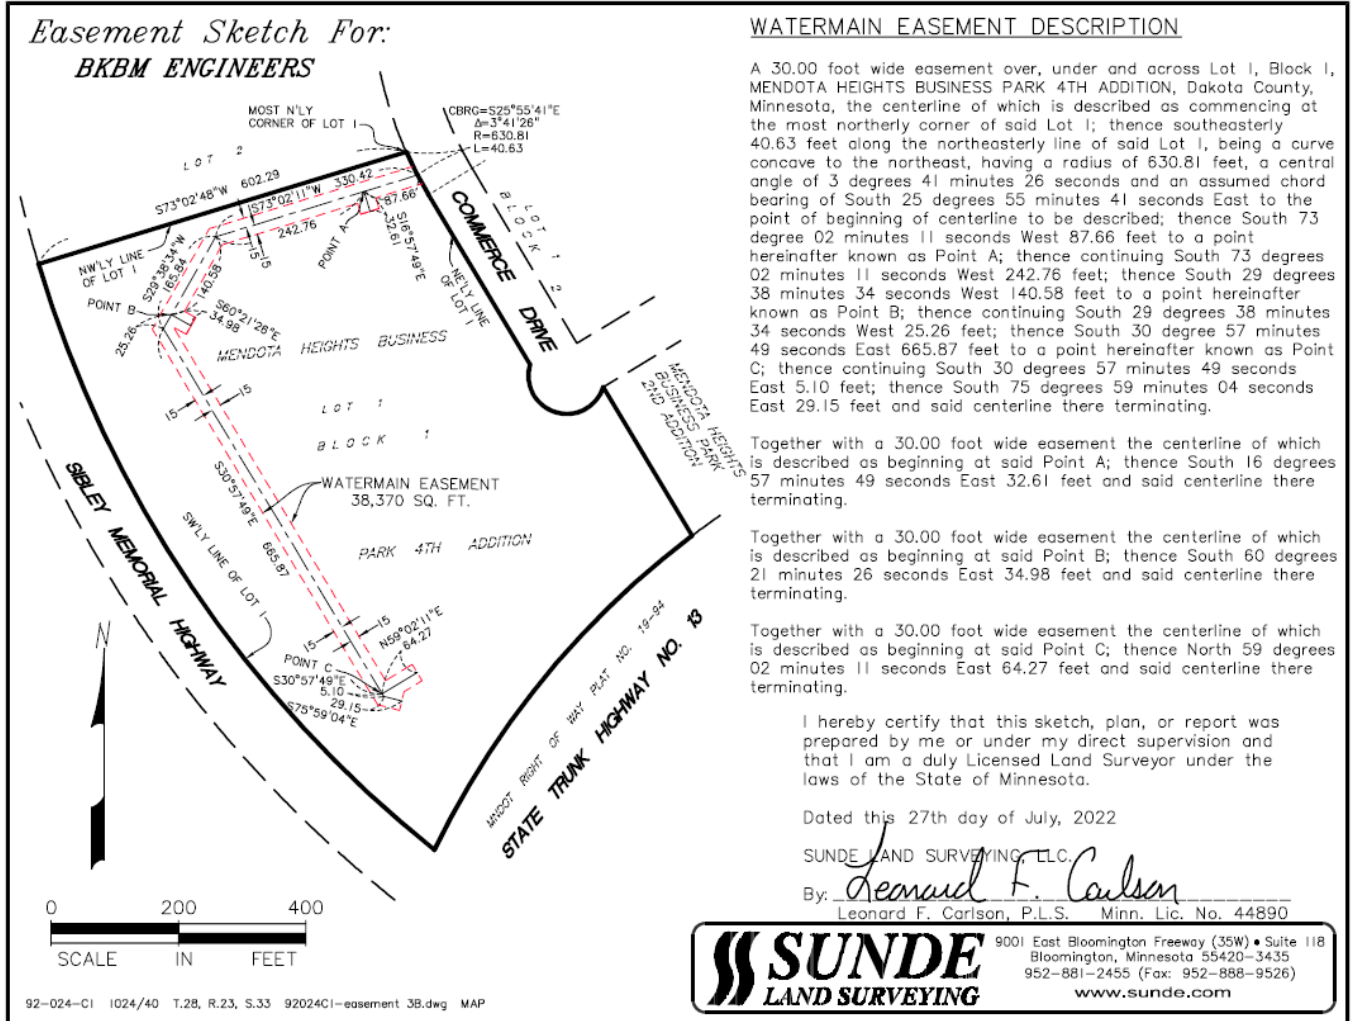 Easement Sketch For:
BKBM ENGINEERS
MOST N'LY
CORNER OF LOT 1
CBRG=S25°55'41"E
Δ=3°41'26"
R=630.81
L=40.63
LOT 2
S73°02'48"W 602.29
S73°02'11"W 330.42
87.66
242.76
15
15
POINT A
32.61
S16°57'49"E
COMMERCE DRIVE
LOT 1
BLOCK 1
2
NW'LY LINE
OF LOT 1
S29°38'34"W
165.84
140.58
NE'LY LINE
OF LOT 1
POINT B
S60°21'26"E
34.98
25.26
MENDOTA HEIGHTS BUSINESS
15
15
LOT 1
BLOCK 1
MENDOTA HEIGHTS
BUSINESS PARK
2ND ADDITION
WATERMAIN EASEMENT
38,370 SQ. FT.
S30°57'49"E
665.87
SIBLEY MEMORIAL HIGHWAY
SW'LY LINE OF LOT 1
PARK 4TH ADDITION
15
15
N59°02'11"E
64.27
POINT C
S30°57'49"E
5.10
29.15
S75°59'04"E
MNDOT RIGHT OF WAY PLAT NO. 19-94
STATE TRUNK HIGHWAY NO. 13
N
0 200 400
SCALE IN FEET
92-024-C1 1024/40 T.28, R.23, S.33 92024C1-easement 3B.dwg MAP
WATERMAIN EASEMENT DESCRIPTION
A 30.00 foot wide easement over, under and across Lot 1, Block 1,
MENDOTA HEIGHTS BUSINESS PARK 4TH ADDITION, Dakota County,
Minnesota, the centerline of which is described as commencing at
the most northerly corner of said Lot 1; thence southeasterly
40.63 feet along the northeasterly line of said Lot 1, being a curve
concave to the northeast, having a radius of 630.81 feet, a central
angle of 3 degrees 41 minutes 26 seconds and an assumed chord
bearing of South 25 degrees 55 minutes 41 seconds East to the
point of beginning of centerline to be described; thence South 73
degree 02 minutes 11 seconds West 87.66 feet to a point
hereinafter known as Point A; thence continuing South 73 degrees
02 minutes 11 seconds West 242.76 feet; thence South 29 degrees
38 minutes 34 seconds West 140.58 feet to a point hereinafter
known as Point B; thence continuing South 29 degrees 38 minutes
34 seconds West 25.26 feet; thence South 30 degree 57 minutes
49 seconds East 665.87 feet to a point hereinafter known as Point
C; thence continuing South 30 degrees 57 minutes 49 seconds
East 5.10 feet; thence South 75 degrees 59 minutes 04 seconds
East 29.15 feet and said centerline there terminating.
Together with a 30.00 foot wide easement the centerline of which
is described as beginning at said Point A; thence South 16 degrees
57 minutes 49 seconds East 32.61 feet and said centerline there
terminating.
Together with a 30.00 foot wide easement the centerline of which
is described as beginning at said Point B; thence South 60 degrees
21 minutes 26 seconds East 34.98 feet and said centerline there
terminating.
Together with a 30.00 foot wide easement the centerline of which
is described as beginning at said Point C; thence North 59 degrees
02 minutes 11 seconds East 64.27 feet and said centerline there
terminating.
I hereby certify that this sketch, plan, or report was
prepared by me or under my direct supervision and
that I am a duly Licensed Land Surveyor under the
laws of the State of Minnesota.
Dated this 27th day of July, 2022
SUNDE LAND SURVEYING, LLC.
By: Leonard F. Carlson
Leonard F. Carlson, P.L.S. Minn. Lic. No. 44890
SUNDE
LAND SURVEYING
9001 East Bloomington Freeway (35W) • Suite 118
Bloomington, Minnesota 55420-3435
952-881-2455 (Fax: 952-888-9526)
www.sunde.com